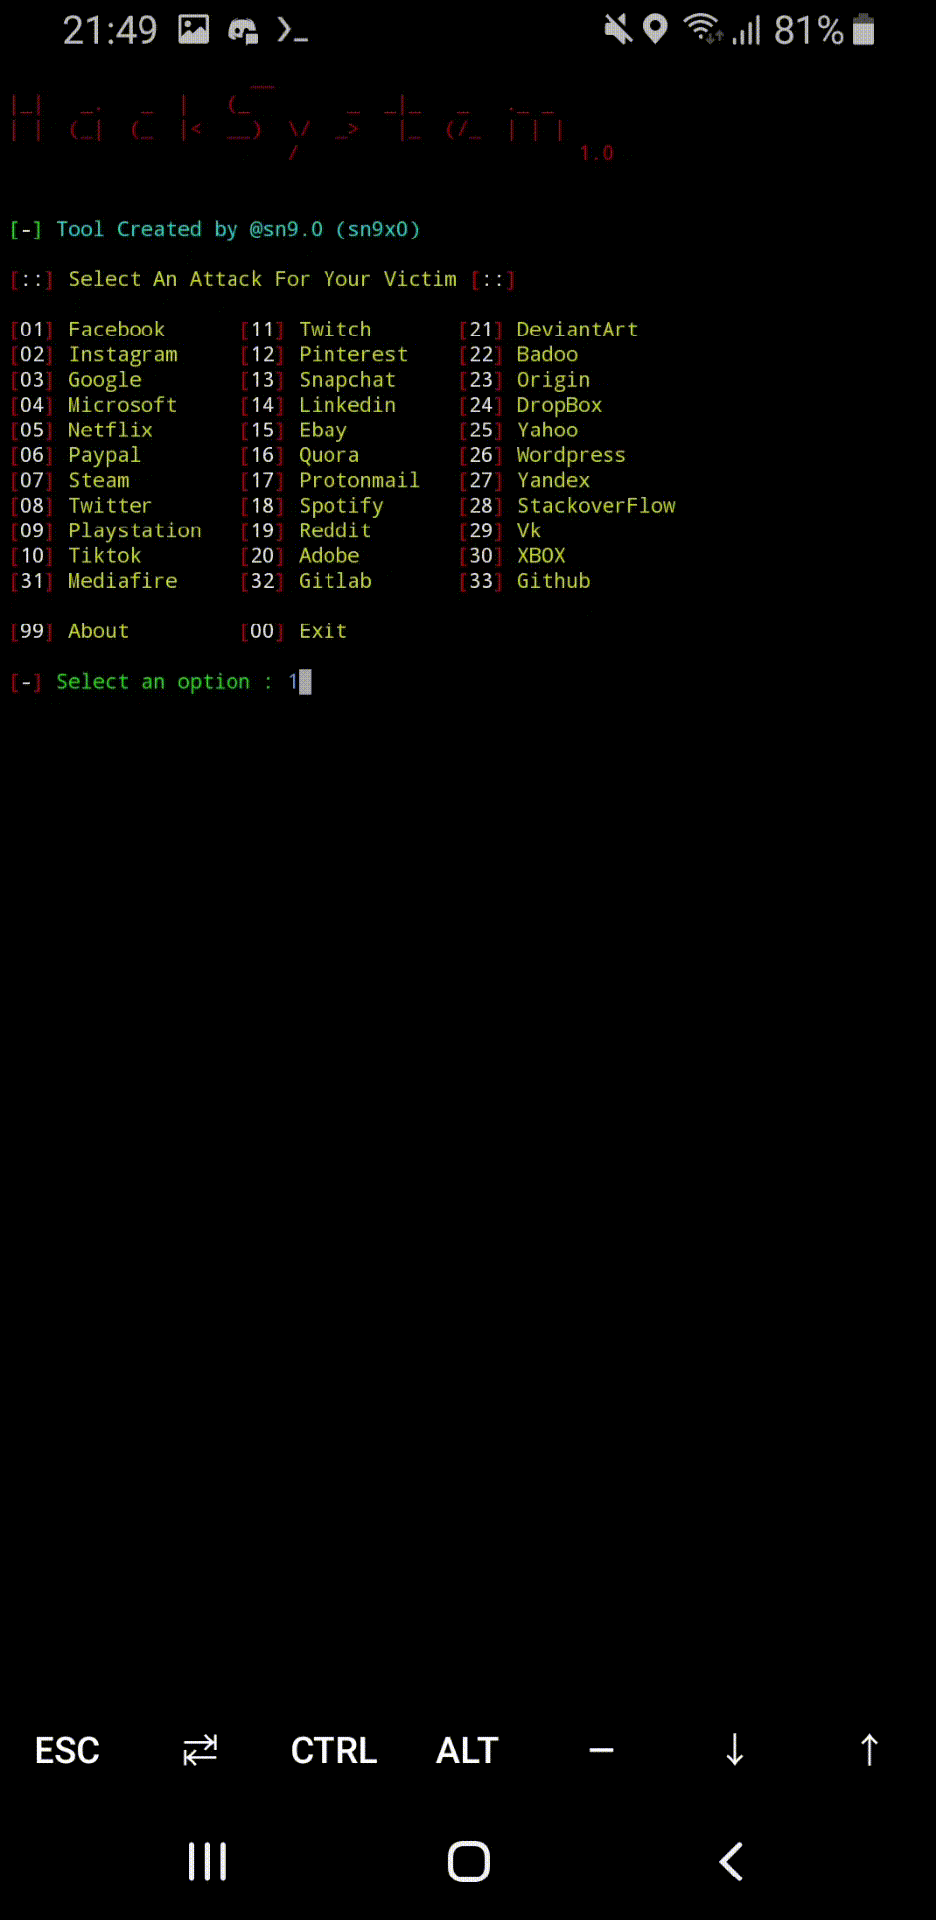 21:49 81%
HackSystem
1.0
[-] Tool Created by @sn9.0 (sn9x0)
[::] Select An Attack For Your Victim [::]
[01] Facebook [11] Twitch [21] DeviantArt
[02] Instagram [12] Pinterest [22] Badoo
[03] Google [13] Snapchat [23] Origin
[04] Microsoft [14] Linkedin [24] DropBox
[05] Netflix [15] Ebay [25] Yahoo
[06] Paypal [16] Quora [26] Wordpress
[07] Steam [17] Protonmail [27] Yandex
[08] Twitter [18] Spotify [28] StackoverFlow
[09] Playstation [19] Reddit [29] Vk
[10] Tiktok [20] Adobe [30] XBOX
[31] Mediafire [32] Gitlab [33] Github
[99] About [00] Exit
[-] Select an option : 1
ESC CTRL ALT –